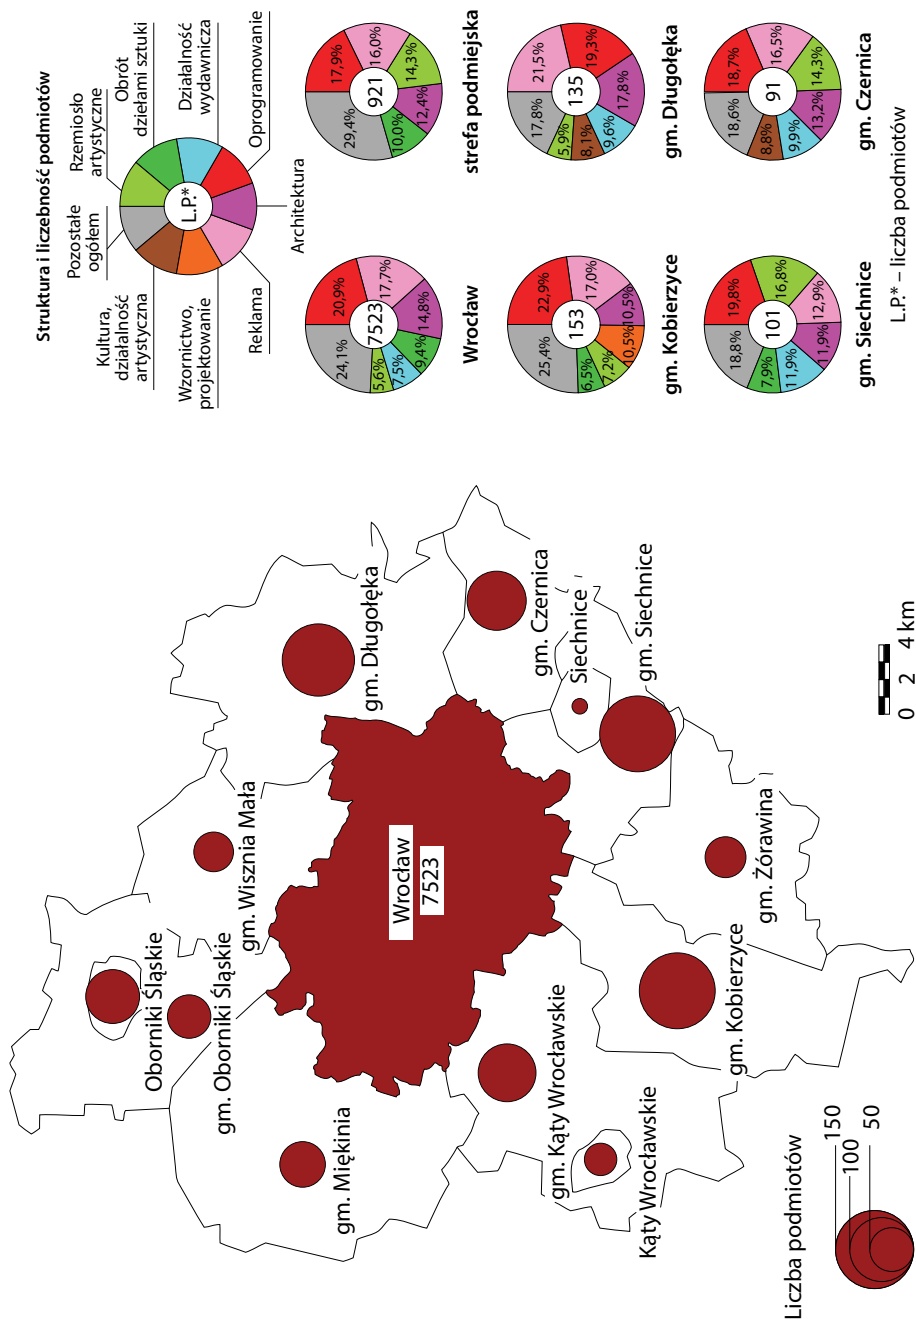 Struktura i liczebność podmiotów
Pozostałe
ogółem
Rzemiosło
artystyczne
Obrót
dziełami sztuki
Działalność
wydawnicza
Oprogramowanie
Kultura,
działalność
artystyczna
Wzornictwo,
projektowanie
Reklama
Architektura
L.P.*
20,9%
17,7%
14,8%
9,4%
7,5%
5,6%
24,1%
7523
Wrocław
17,9%
16,0%
14,3%
12,4%
10,0%
29,4%
921
strefa podmiejska
22,9%
17,0%
10,5%
10,5%
7,2%
6,5%
25,4%
153
gm. Kobierzyce
21,5%
19,3%
17,8%
9,6%
8,1%
5,9%
17,8%
135
gm. Długołęka
19,8%
16,8%
12,9%
11,9%
11,9%
7,9%
18,8%
101
gm. Siechnice
18,7%
16,5%
14,3%
13,2%
9,9%
8,8%
18,6%
91
gm. Czernica
L.P.* – liczba podmiotów
Oborniki Śląskie
gm. Oborniki Śląskie
gm. Wisznia Mała
gm. Długołęka
gm. Miękinia
Wrocław
7523
gm. Czernica
Siechnice
gm. Siechnice
gm. Kąty Wrocławskie
Kąty Wrocławskie
gm. Kobierzyce
gm. Żórawina
Liczba podmiotów
150
100
50
0 2 4 km